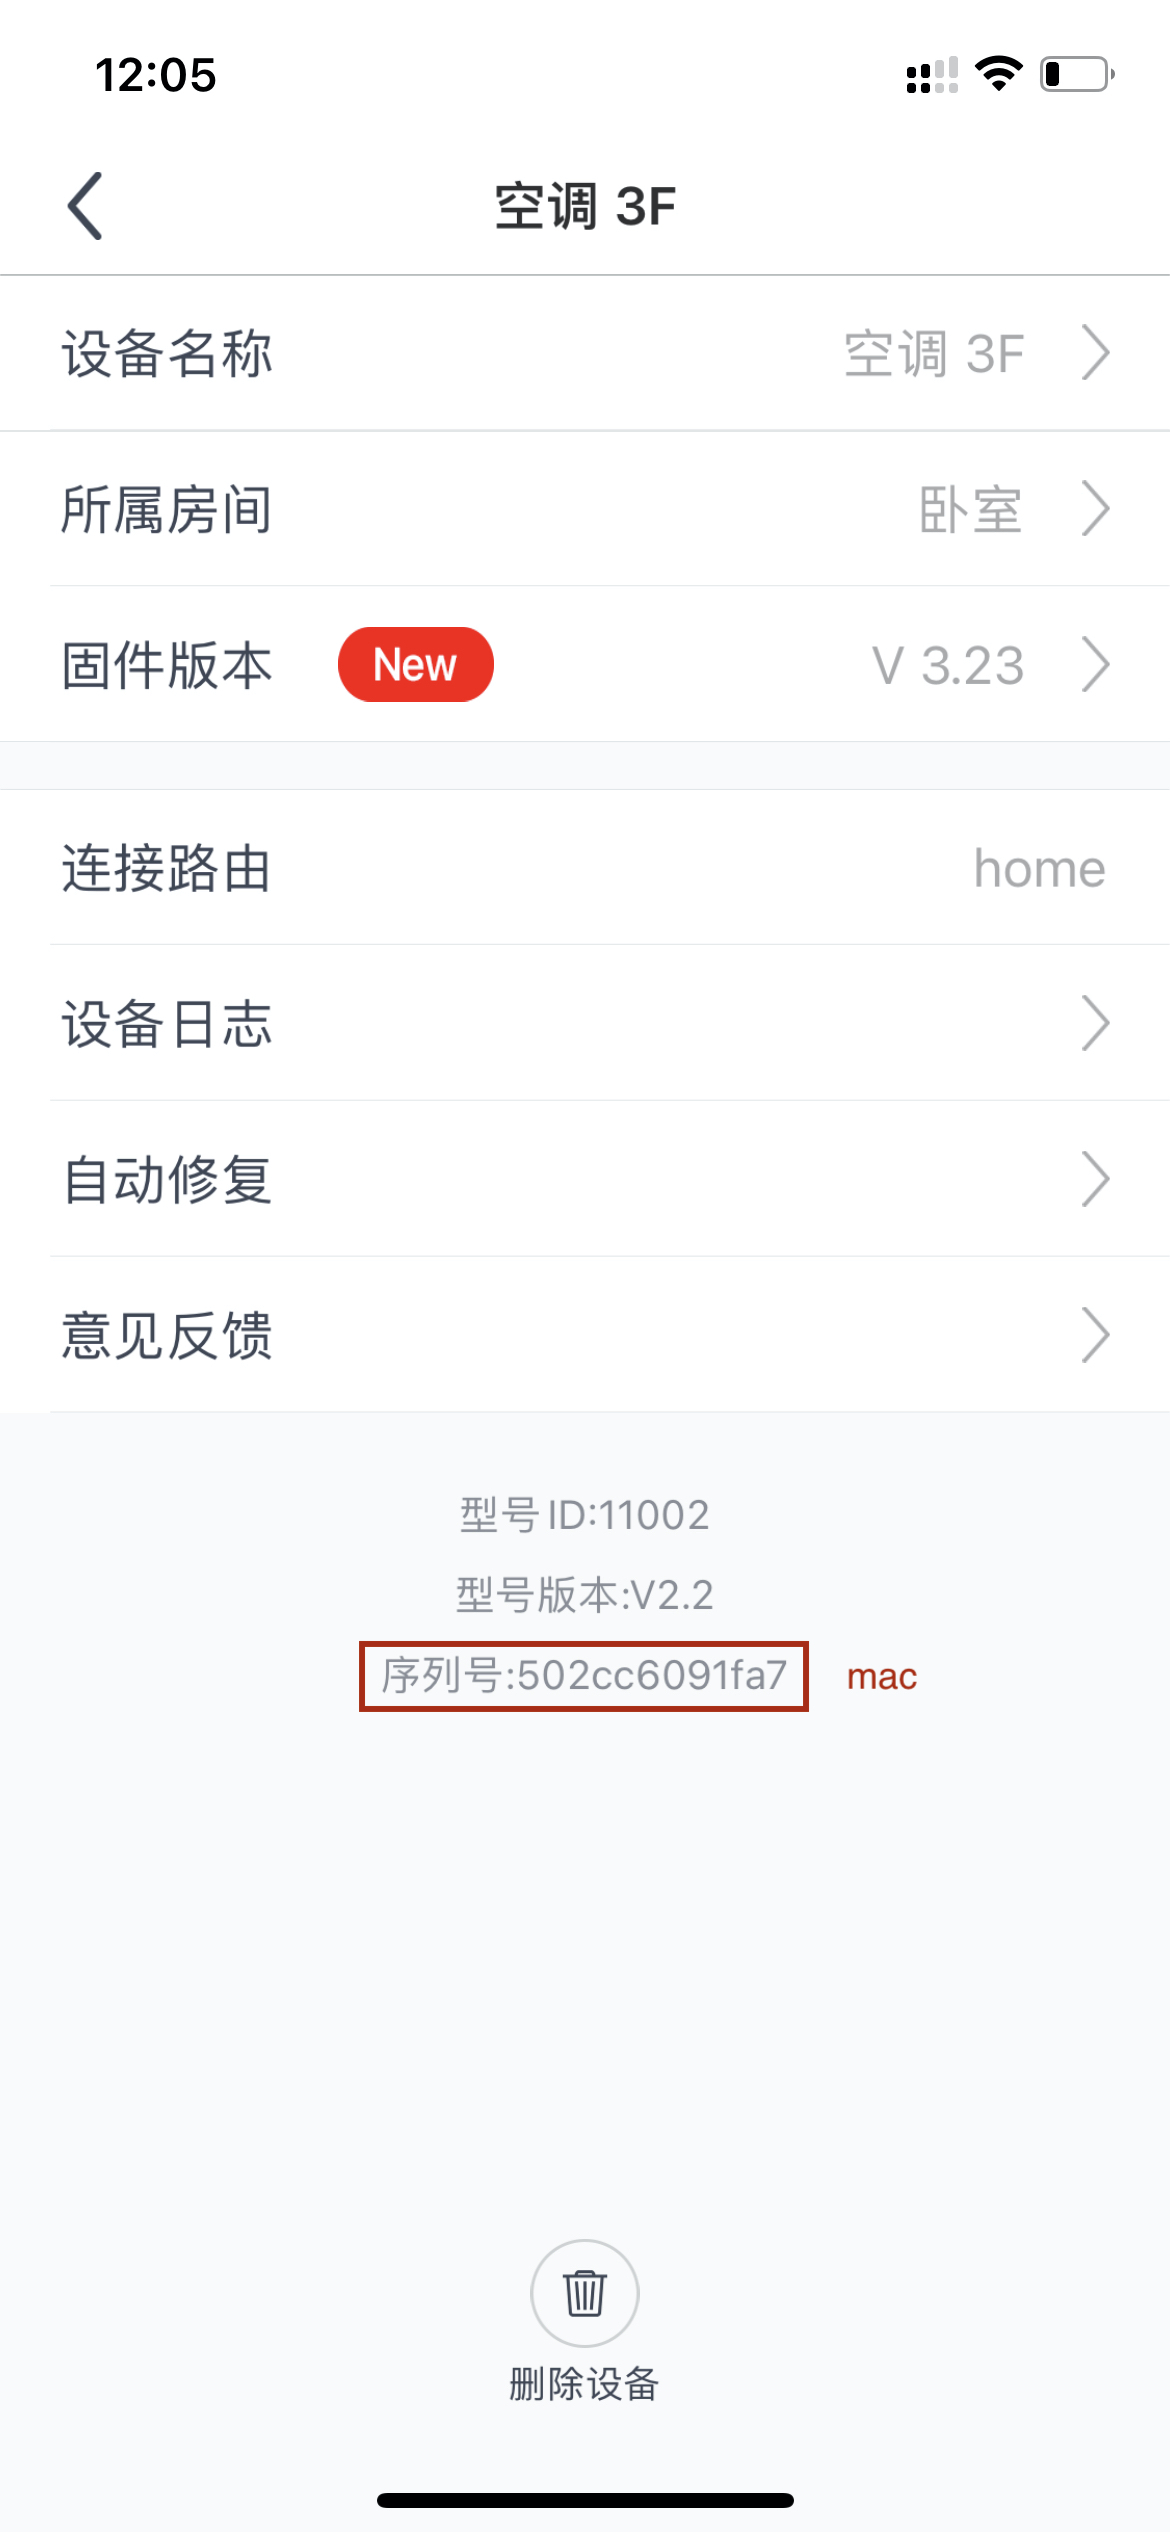 12:05
空调 3F
设备名称 空调 3F
所属房间 卧室
固件版本 New V 3.23
连接路由 home
设备日志
自动修复
意见反馈
型号ID:11002
型号版本:V2.2
序列号:502cc6091fa7 mac
删除设备